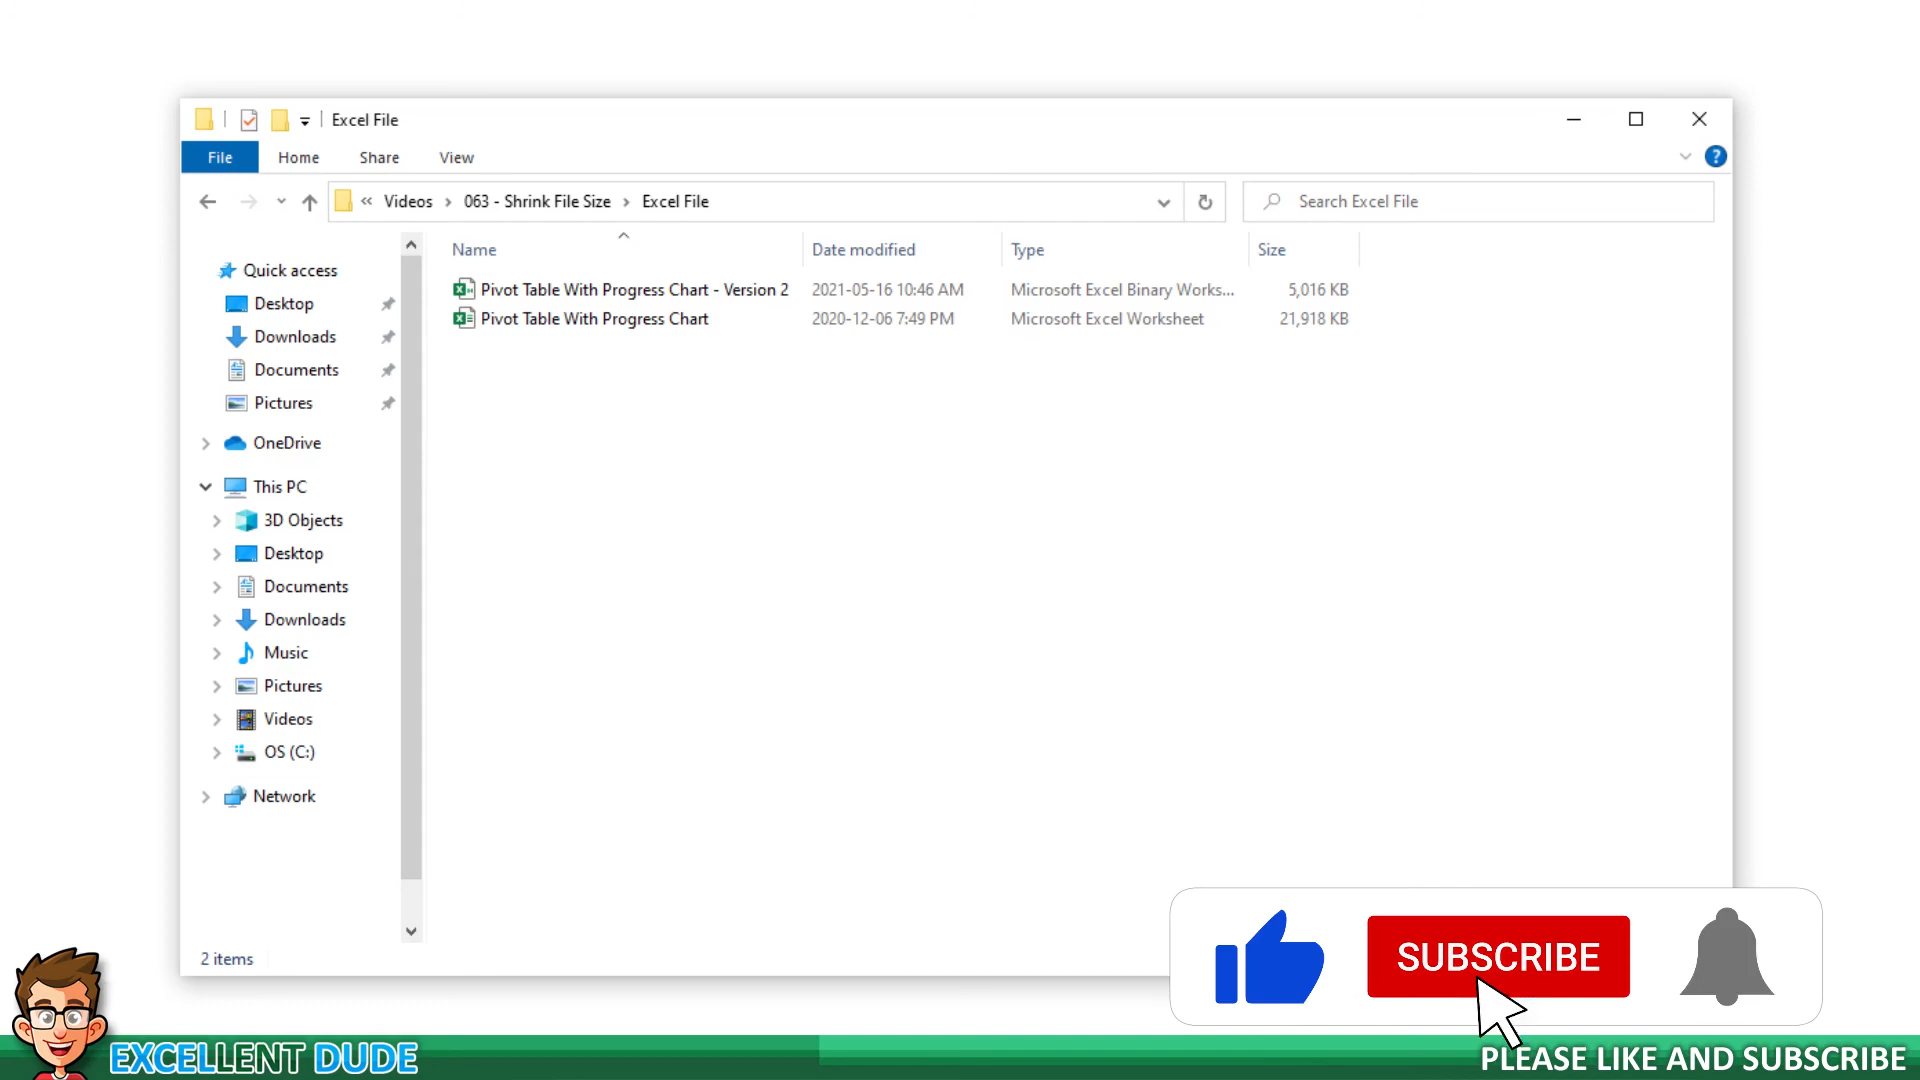 Excel File
File Home Share View
« Videos › 063 - Shrink File Size › Excel File
Search Excel File
Name Date modified Type Size
Pivot Table With Progress Chart - Version 2 2021-05-16 10:46 AM Microsoft Excel Binary Works... 5,016 KB
Pivot Table With Progress Chart 2020-12-06 7:49 PM Microsoft Excel Worksheet 21,918 KB
Quick access
Desktop
Downloads
Documents
Pictures
OneDrive
This PC
3D Objects
Desktop
Documents
Downloads
Music
Pictures
Videos
OS (C:)
Network
2 items
SUBSCRIBE
EXCELLENT DUDE
PLEASE LIKE AND SUBSCRIBE